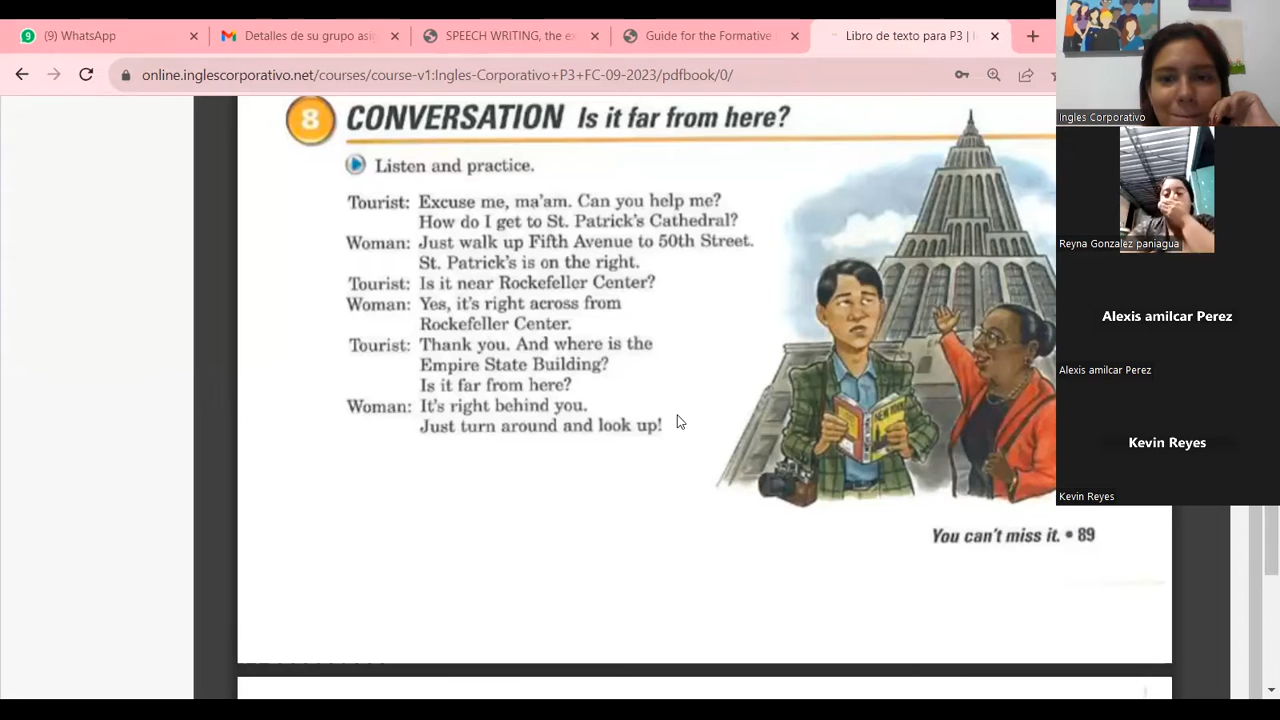 9
(9) WhatsApp
Detalles de su grupo asig
SPEECH WRITING, the ex
Guide for the Formative
Libro de texto para P3 | I
online.inglescorporativo.net/courses/course-v1:Ingles-Corporativo+P3+FC-09-2023/pdfbook/0/
8 CONVERSATION Is it far from here?
Listen and practice.
Tourist: Excuse me, ma'am. Can you help me?
How do I get to St. Patrick's Cathedral?
Woman: Just walk up Fifth Avenue to 50th Street.
St. Patrick's is on the right.
Tourist: Is it near Rockefeller Center?
Woman: Yes, it's right across from
Rockefeller Center.
Tourist: Thank you. And where is the
Empire State Building?
Is it far from here?
Woman: It's right behind you.
Just turn around and look up!
You can't miss it. • 89
Ingles Corporativo
Reyna Gonzalez paniagua
Alexis amilcar Perez
Alexis amilcar Perez
Kevin Reyes
Kevin Reyes